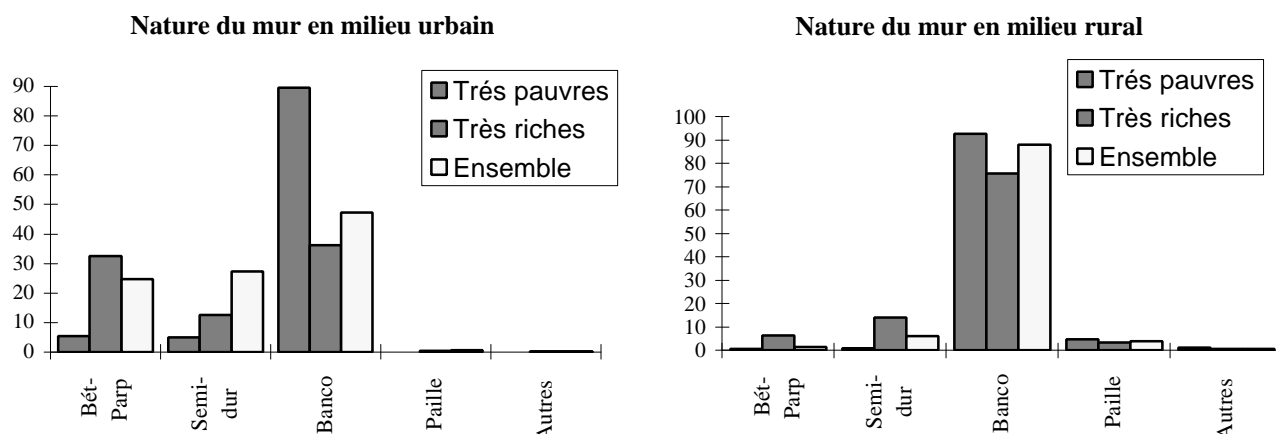 Nature du mur en milieu urbain
90
80
70
60
50
40
30
20
10
0
Trés pauvres
Très riches
Ensemble
Bét-
Parp
Semi-
dur
Banco
Paille
Autres
Nature du mur en milieu rural
100
90
80
70
60
50
40
30
20
10
0
Trés pauvres
Très riches
Ensemble
Bét-
Parp
Semi-
dur
Banco
Paille
Autres